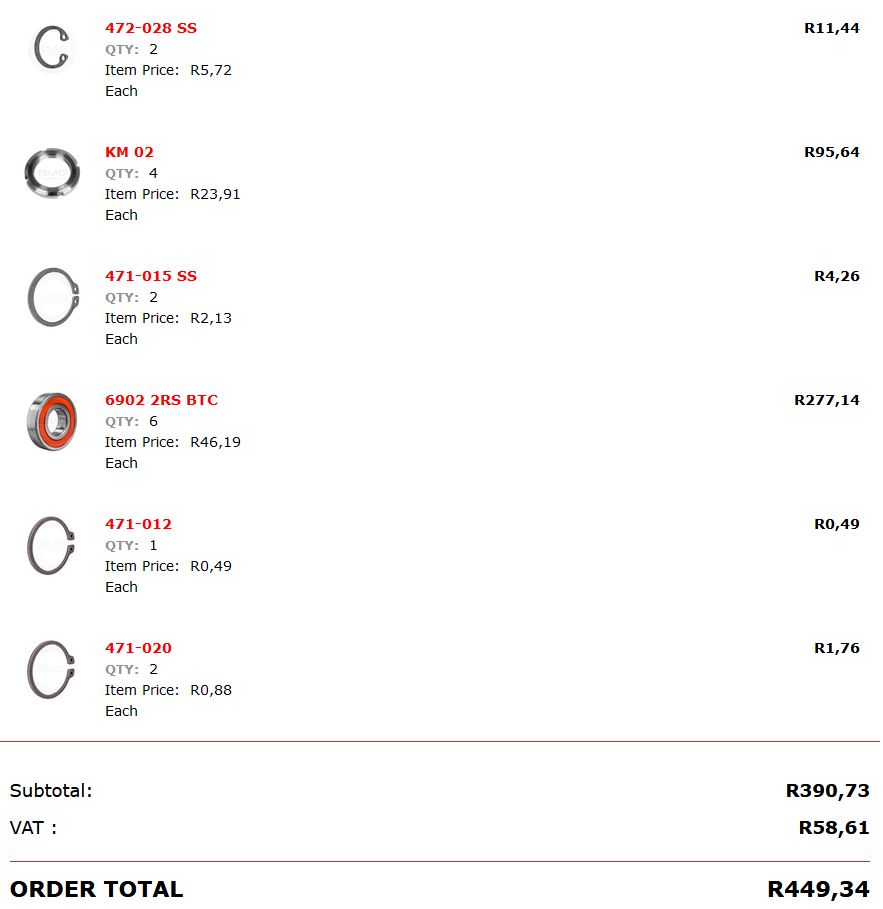 472-028 SS R11,44
QTY: 2
Item Price: R5,72
Each
KM 02 R95,64
QTY: 4
Item Price: R23,91
Each
471-015 SS R4,26
QTY: 2
Item Price: R2,13
Each
6902 2RS BTC R277,14
QTY: 6
Item Price: R46,19
Each
471-012 R0,49
QTY: 1
Item Price: R0,49
Each
471-020 R1,76
QTY: 2
Item Price: R0,88
Each
Subtotal: R390,73
VAT : R58,61
ORDER TOTAL R449,34